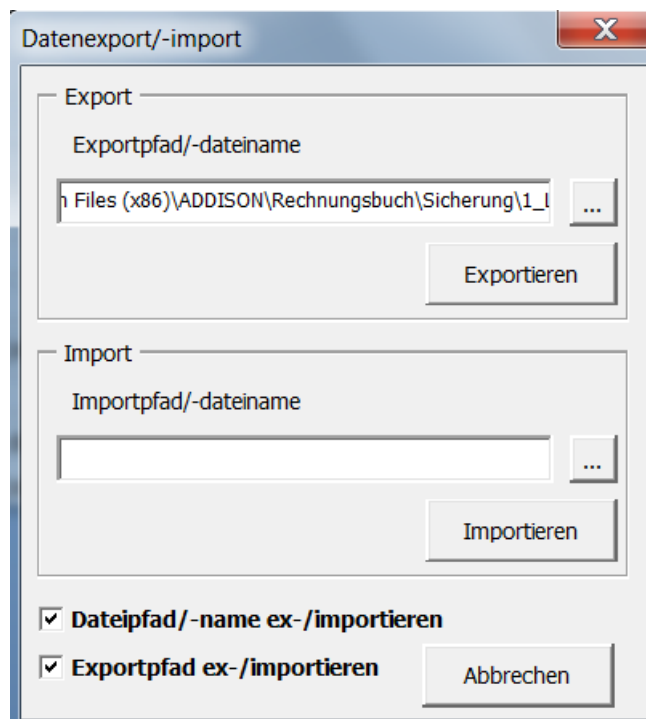 Datenexport/-import
Export
Exportpfad/-dateiname
Files (x86)\ADDISON\Rechnungsbuch\Sicherung\1_
...
Exportieren
Import
Importpfad/-dateiname
...
Importieren
Dateipfad/-name ex-/importieren
Exportpfad ex-/importieren
Abbrechen